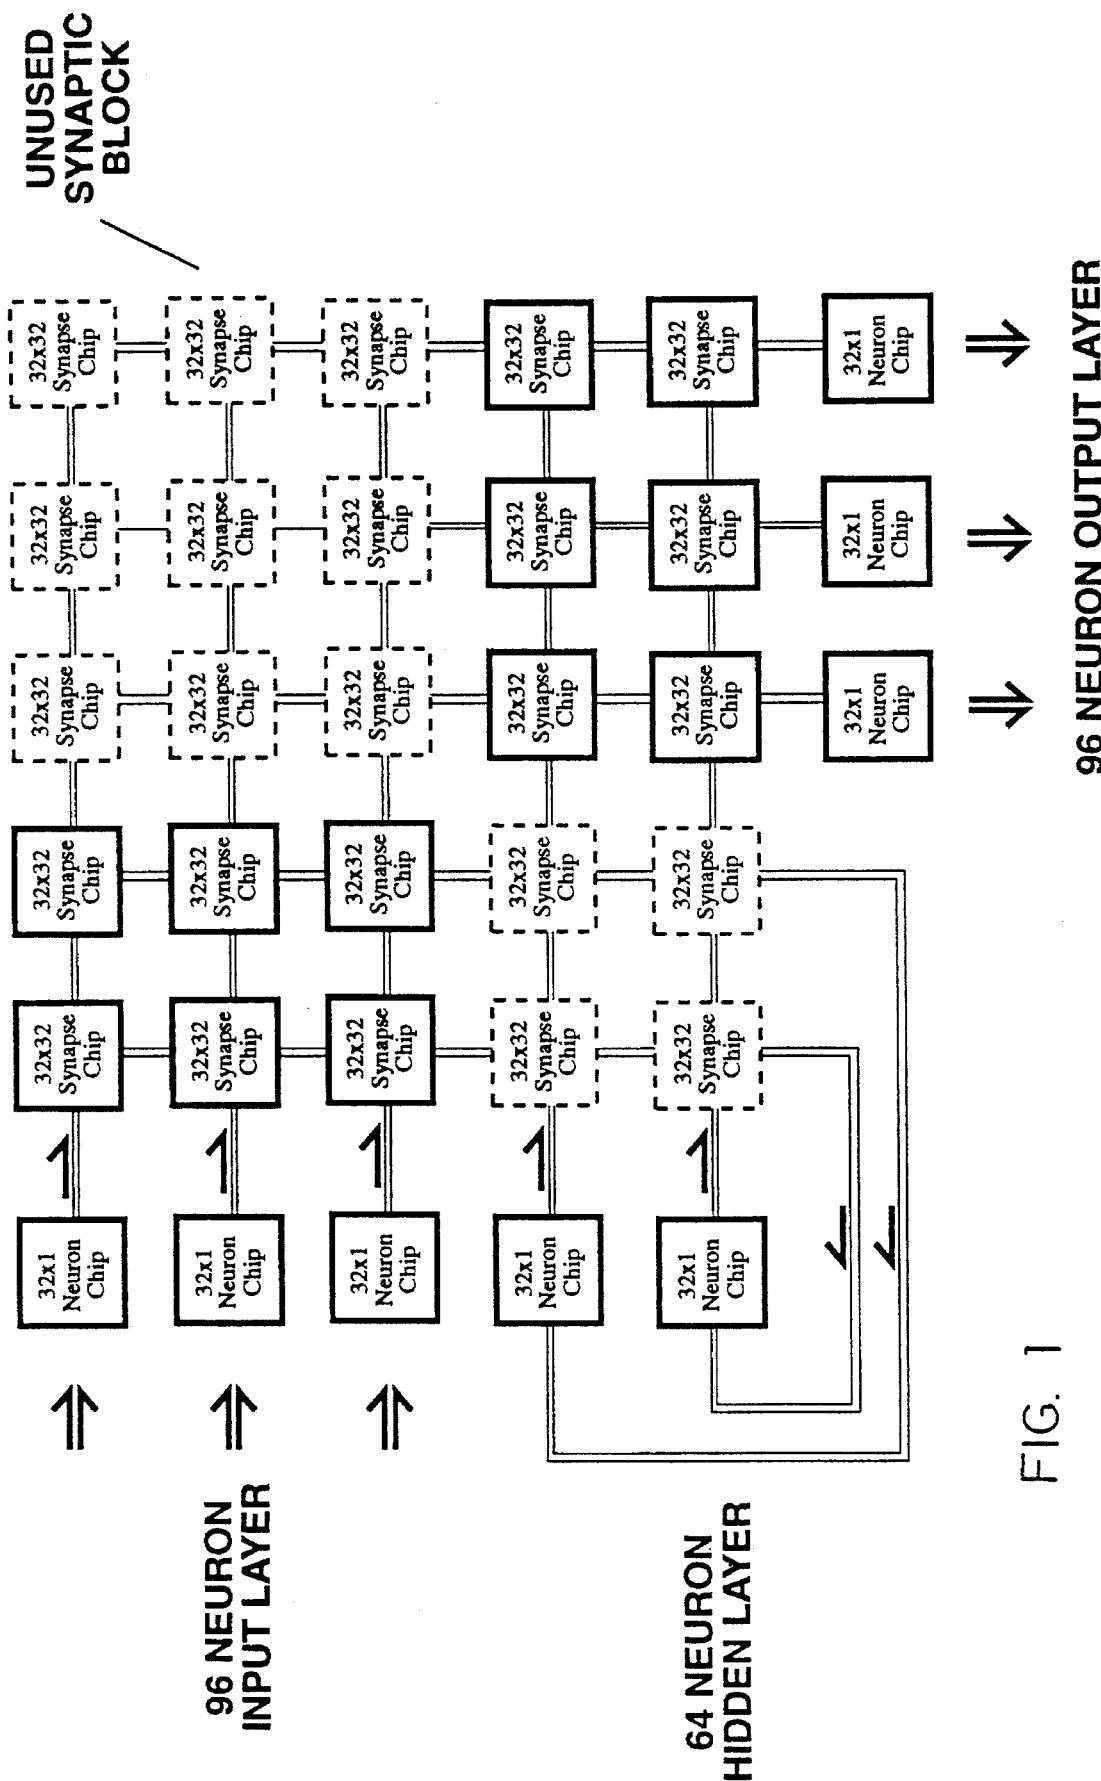 UNUSED
SYNAPTIC
BLOCK
32x1
Neuron
Chip
32x32
Synapse
Chip
32x32
Synapse
Chip
32x32
Synapse
Chip
32x32
Synapse
Chip
32x32
Synapse
Chip
96 NEURON
INPUT LAYER
32x1
Neuron
Chip
32x32
Synapse
Chip
32x32
Synapse
Chip
32x32
Synapse
Chip
32x32
Synapse
Chip
32x32
Synapse
Chip
32x1
Neuron
Chip
32x32
Synapse
Chip
32x32
Synapse
Chip
32x32
Synapse
Chip
32x32
Synapse
Chip
32x32
Synapse
Chip
32x1
Neuron
Chip
32x32
Synapse
Chip
32x32
Synapse
Chip
32x32
Synapse
Chip
32x32
Synapse
Chip
32x32
Synapse
Chip
64 NEURON
HIDDEN LAYER
32x1
Neuron
Chip
32x32
Synapse
Chip
32x32
Synapse
Chip
32x32
Synapse
Chip
32x32
Synapse
Chip
32x32
Synapse
Chip
32x1
Neuron
Chip
32x1
Neuron
Chip
32x1
Neuron
Chip
FIG. 1
96 NEURON OUTPUT LAYER